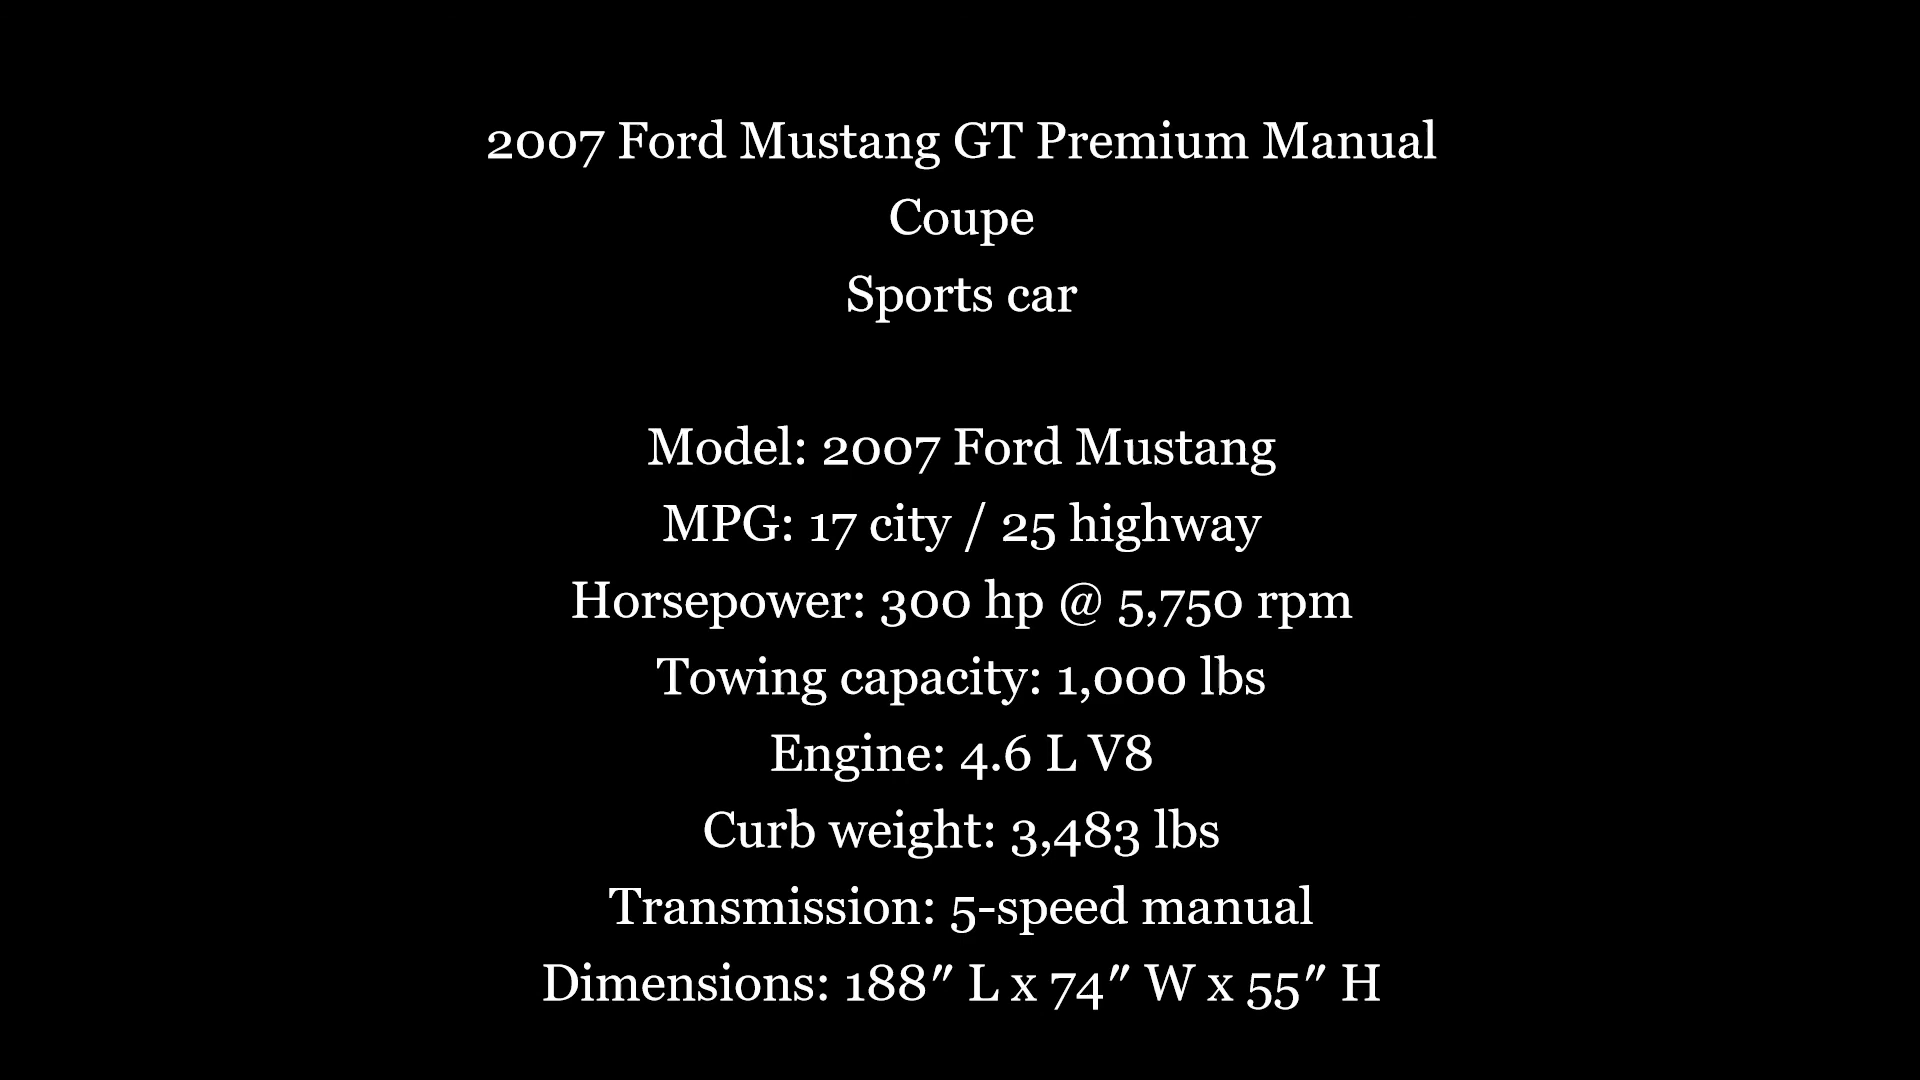 2007 Ford Mustang GT Premium Manual
Coupe
Sports car
Model: 2007 Ford Mustang
MPG: 17 city / 25 highway
Horsepower: 300 hp @ 5,750 rpm
Towing capacity: 1,000 lbs
Engine: 4.6 L V8
Curb weight: 3,483 lbs
Transmission: 5-speed manual
Dimensions: 188″ L x 74″ W x 55″ H